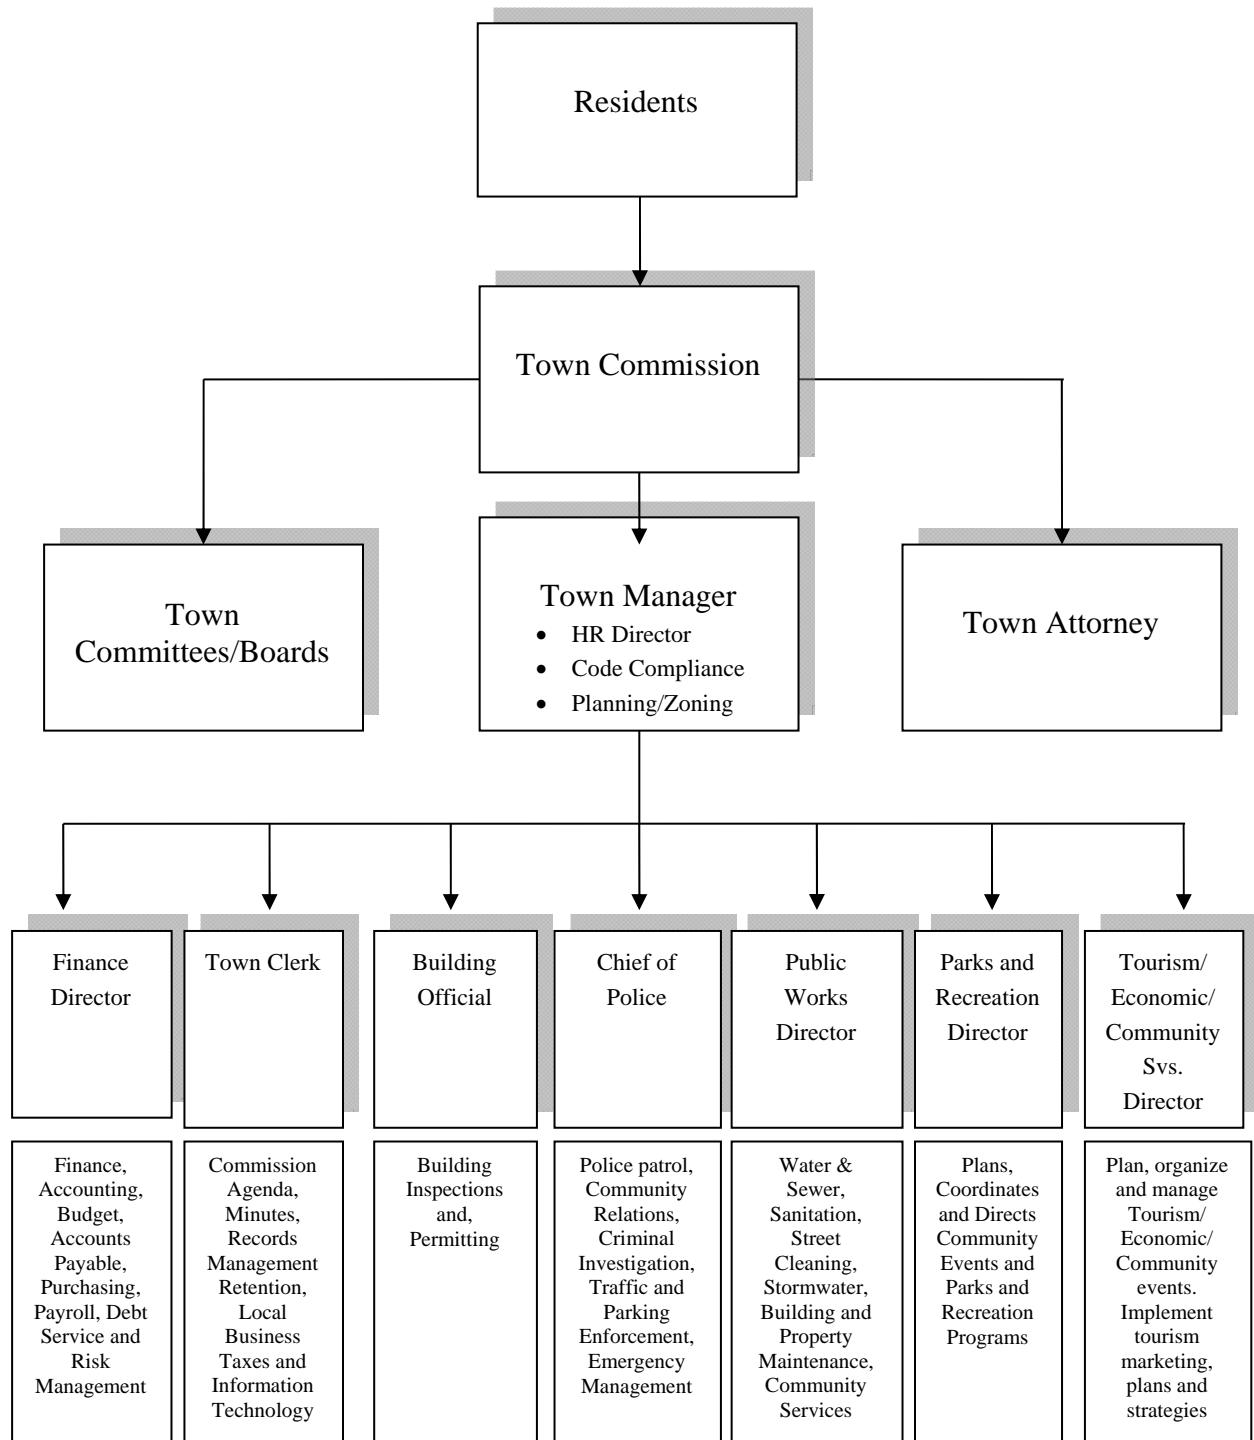 Residents
Town Commission
Town
Committees/Boards
Town Manager
• HR Director
• Code Compliance
• Planning/Zoning
Town Attorney
Finance
Director
Town Clerk
Building
Official
Chief of
Police
Public
Works
Director
Parks and
Recreation
Director
Tourism/
Economic/
Community
Svs.
Director
Finance,
Accounting,
Budget,
Accounts
Payable,
Purchasing,
Payroll, Debt
Service and
Risk
Management
Commission
Agenda,
Minutes,
Records
Management
Retention,
Local
Business
Taxes and
Information
Technology
Building
Inspections
and,
Permitting
Police patrol,
Community
Relations,
Criminal
Investigation,
Traffic and
Parking
Enforcement,
Emergency
Management
Water &
Sewer,
Sanitation,
Street
Cleaning,
Stormwater,
Building and
Property
Maintenance,
Community
Services
Plans,
Coordinates
and Directs
Community
Events and
Parks and
Recreation
Programs
Plan, organize
and manage
Tourism/
Economic/
Community
events.
Implement
tourism
marketing,
plans and
strategies